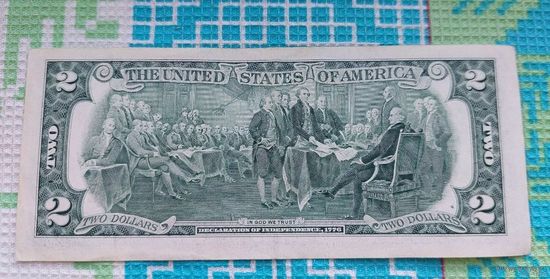 2 THE UNITED STATES OF AMERICA 2
TWO
TWO
2 TWO DOLLARS
IN GOD WE TRUST
TWO DOLLARS 2
DECLARATION OF INDEPENDENCE, 1776